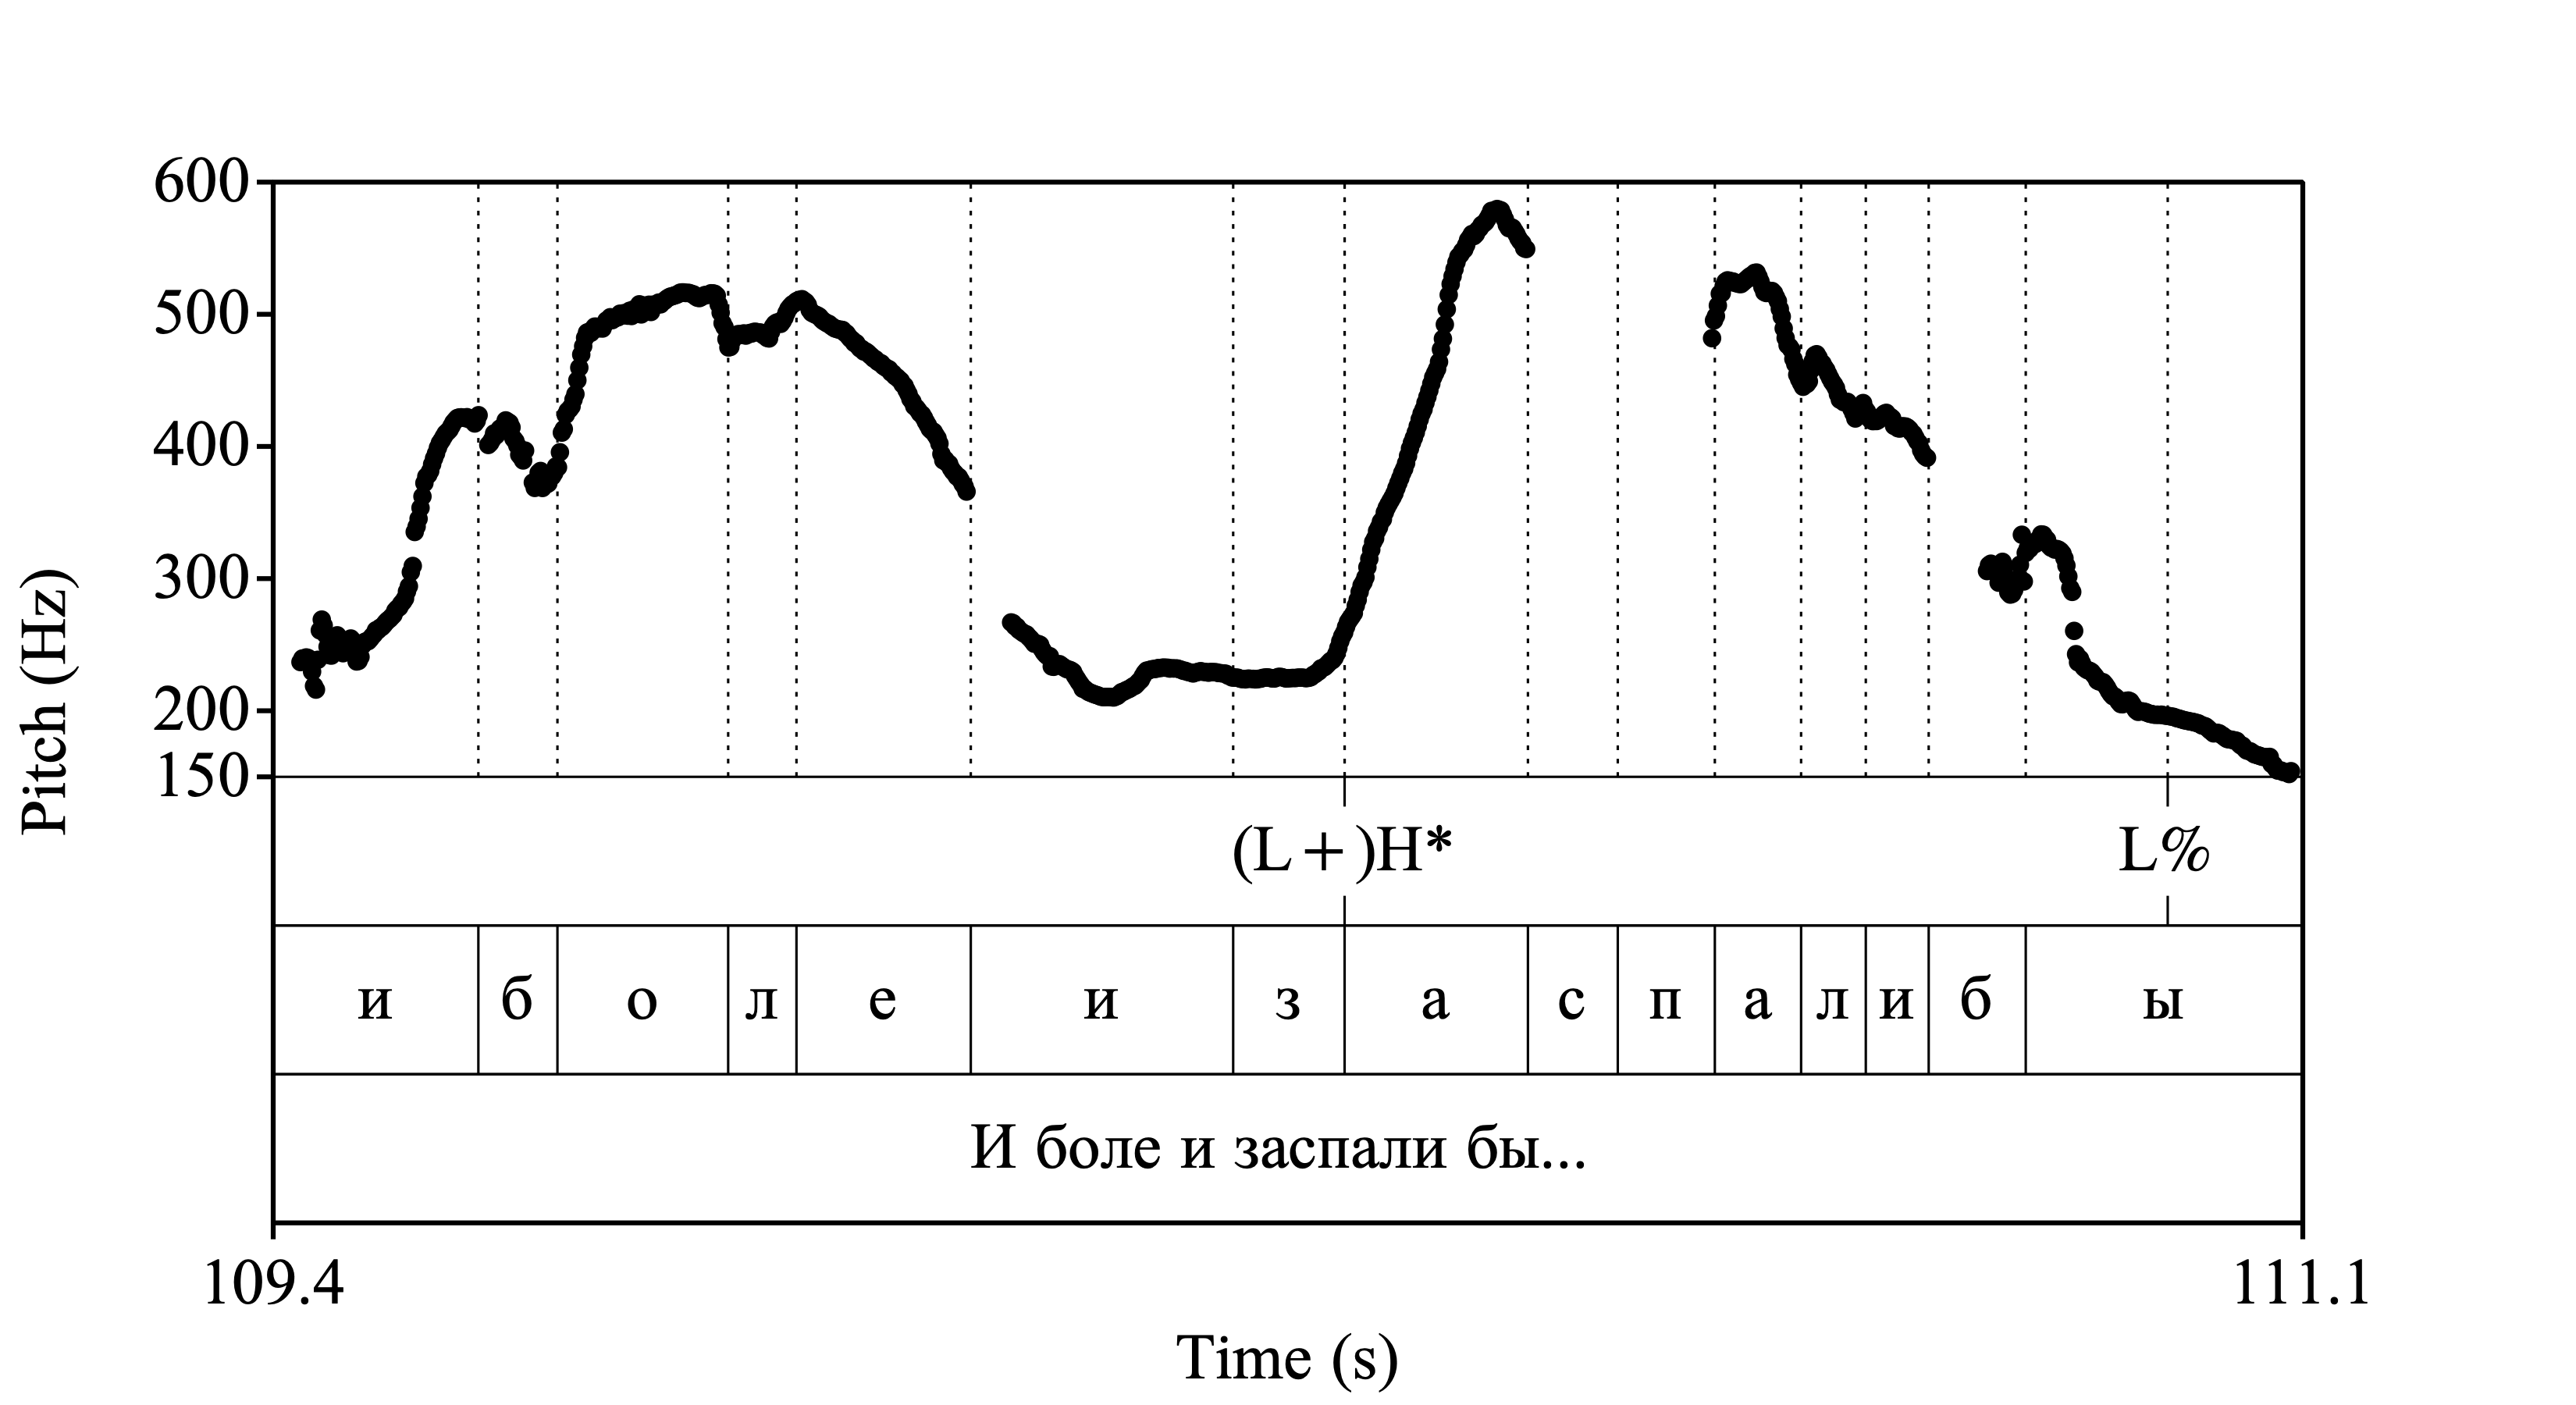 600
500
400
300
200
150
Pitch (Hz)
(L+)H* L%
и б о л е и з а с п а л и б ы
И боле и заспали бы...
109.4 111.1
Time (s)